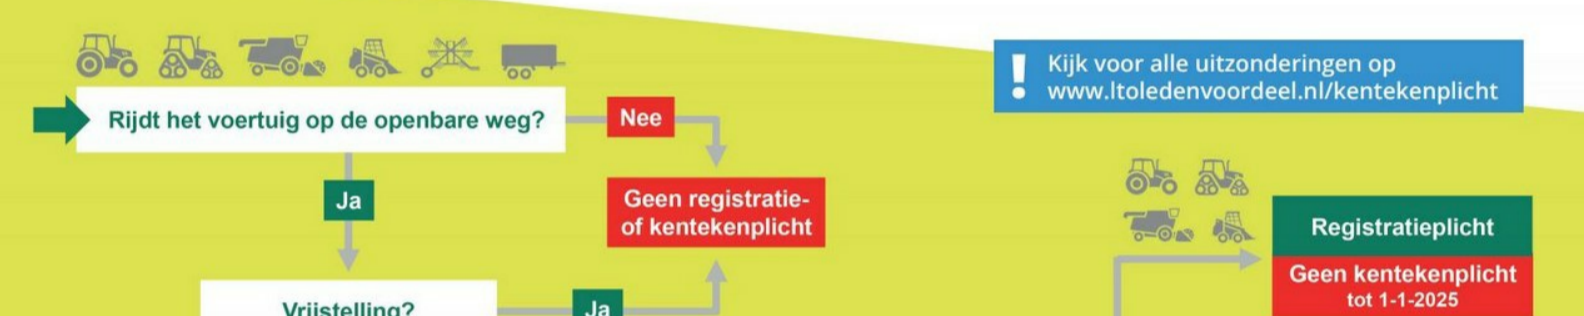 Kijk voor alle uitzonderingen op
www.ltoledenvoordeel.nl/kentekenplicht
Rijdt het voertuig op de openbare weg?
Nee
Ja
Geen registratie-
of kentekenplicht
Registratieplicht
Geen kentekenplicht
tot 1-1-2025
Vrijstelling?
Ja